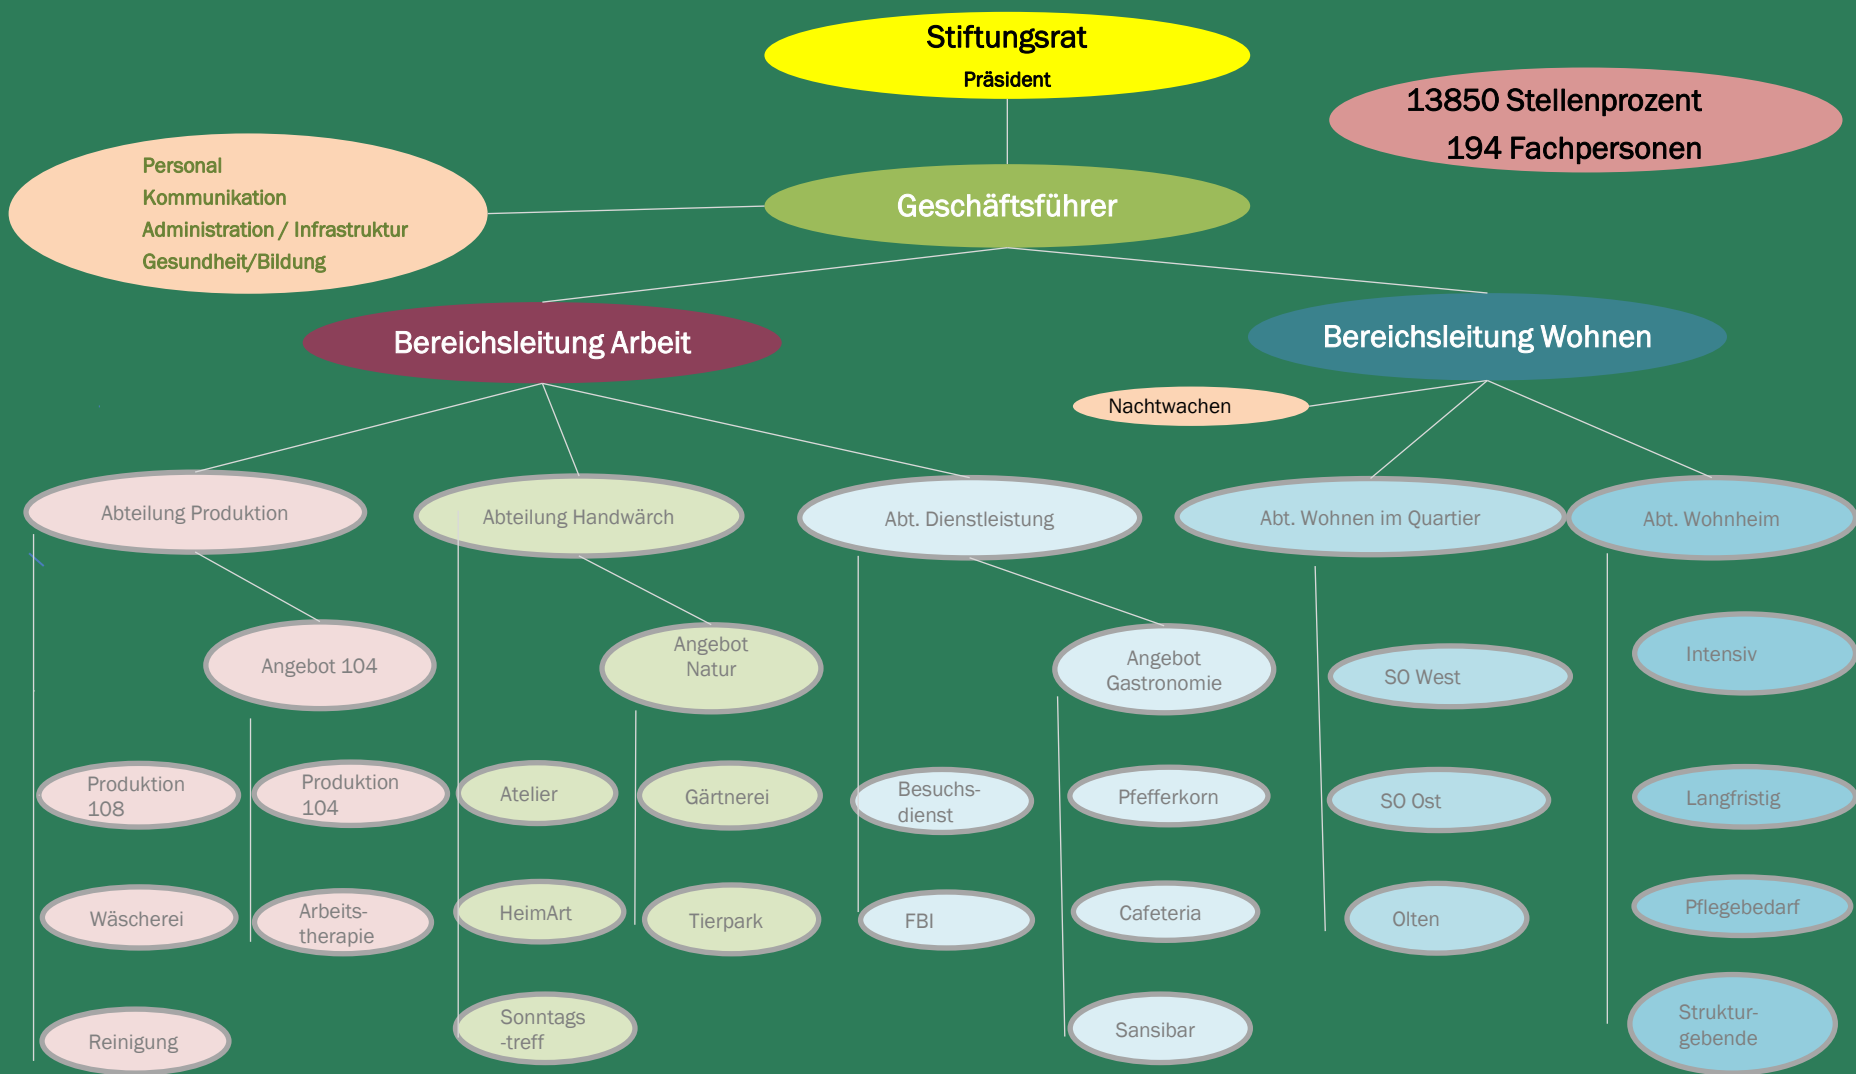 Stiftungsrat
Präsident
13850 Stellenprozent
194 Fachpersonen
Personal
Kommunikation
Administration / Infrastruktur
Gesundheit/Bildung
Geschäftsführer
Bereichsleitung Arbeit
Bereichsleitung Wohnen
Nachtwachen
Abteilung Produktion
Abteilung Handwärch
Abt. Dienstleistung
Abt. Wohnen im Quartier
Abt. Wohnheim
Angebot 104
Angebot
Natur
Angebot
Gastronomie
SO West
Intensiv
Produktion
108
Produktion
104
Atelier
Gärtnerei
Besuchs-
dienst
Pfefferkorn
SO Ost
Langfristig
Wäscherei
Arbeits-
therapie
HeimArt
Tierpark
FBI
Cafeteria
Olten
Pflegebedarf
Reinigung
Sonntags
-treff
Sansibar
Struktur-
gebende